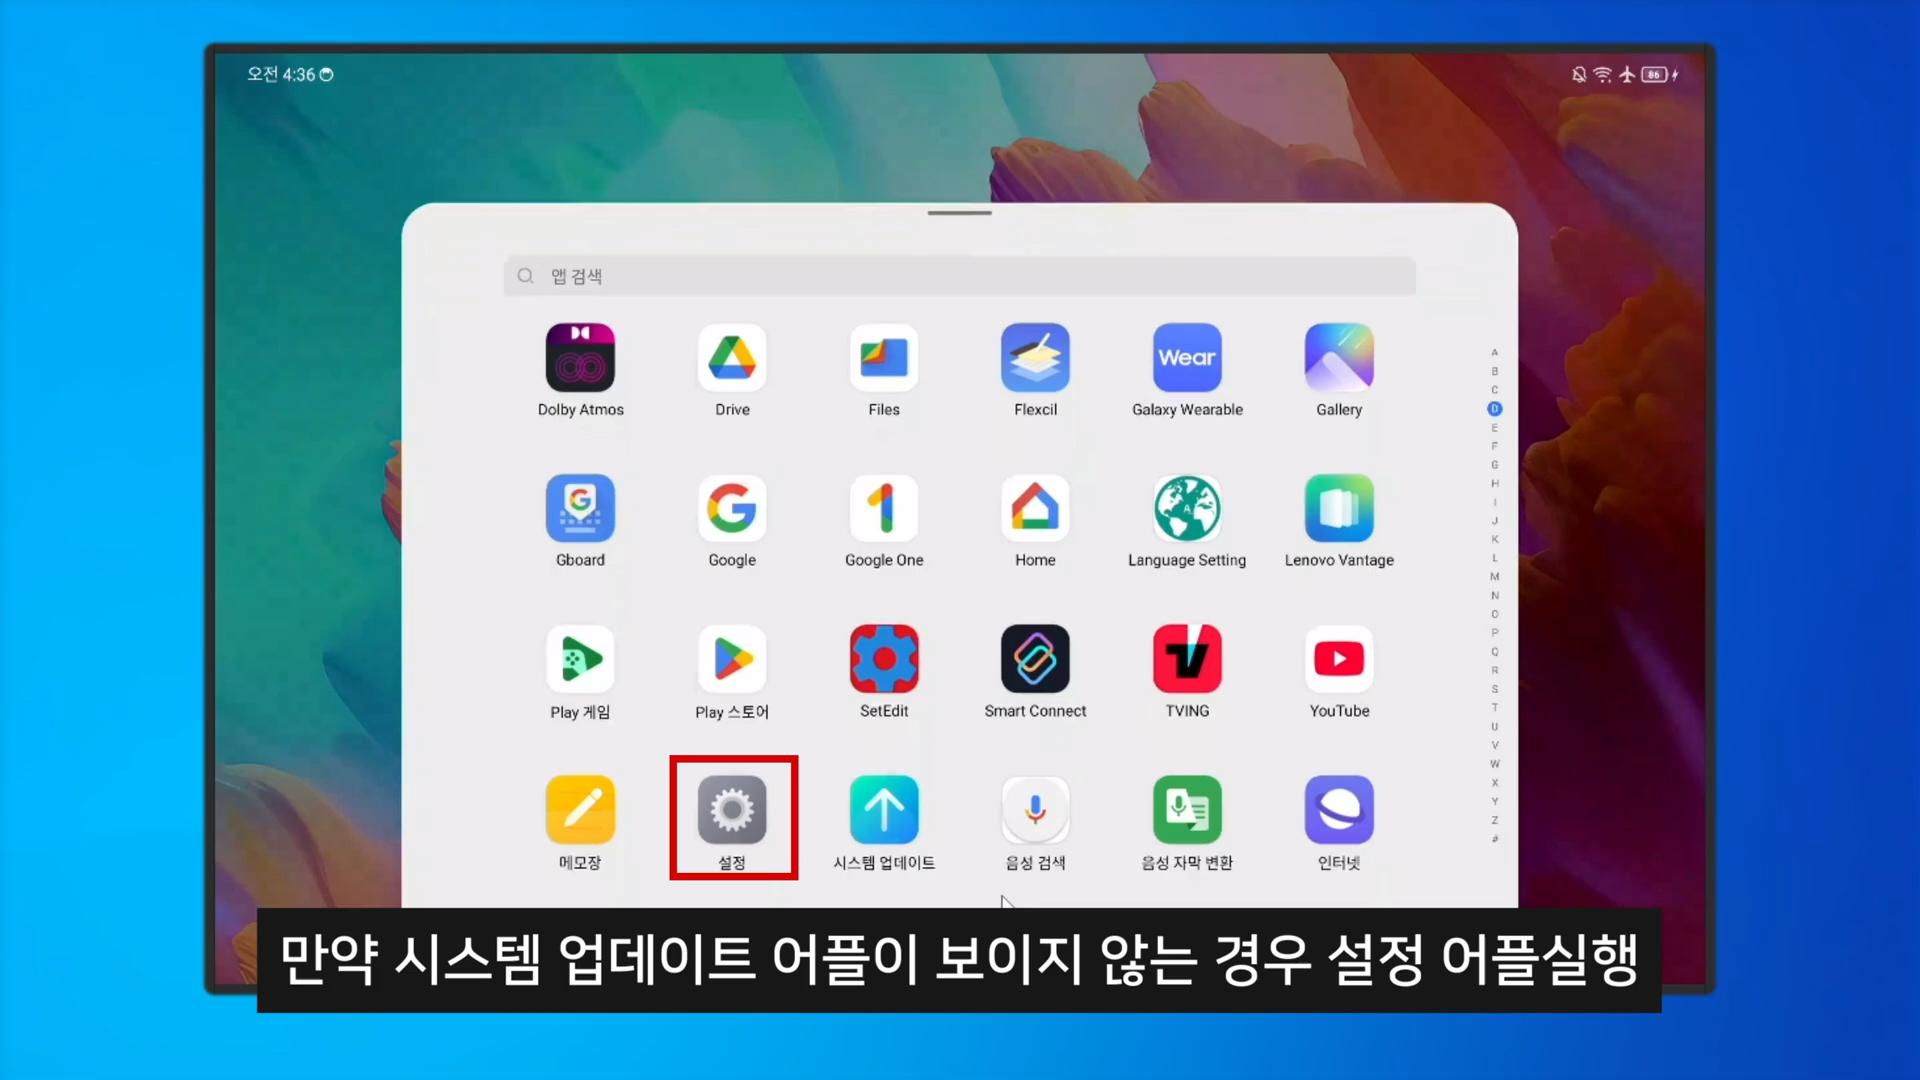 오전 4:36
86
앱 검색
Wear
Dolby Atmos
Drive
Files
Flexcil
Galaxy Wearable
Gallery
Gboard
Google
Google One
Home
Language Setting
Lenovo Vantage
Play 게임
Play 스토어
SetEdit
Smart Connect
TVING
YouTube
메모장
설정
시스템 업데이트
음성 검색
음성 자막 변환
인터넷
A
B
C
D
E
F
G
H
I
J
K
L
M
N
O
P
Q
R
S
T
U
V
W
X
Y
Z
#
만약 시스템 업데이트 어플이 보이지 않는 경우 설정 어플실행